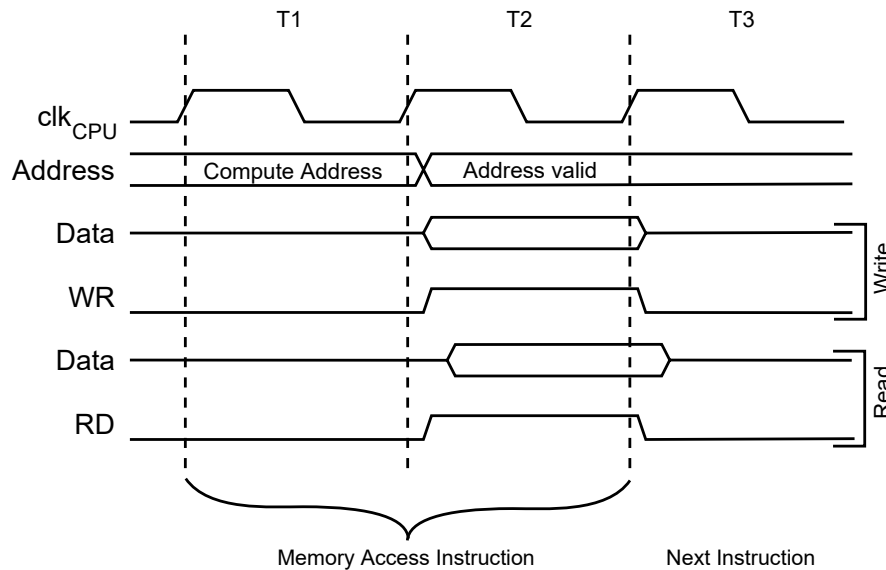 T1 T2 T3
clkCPU
Address Compute Address Address valid
Data
WR
Write
Data
RD
Read
Memory Access Instruction Next Instruction